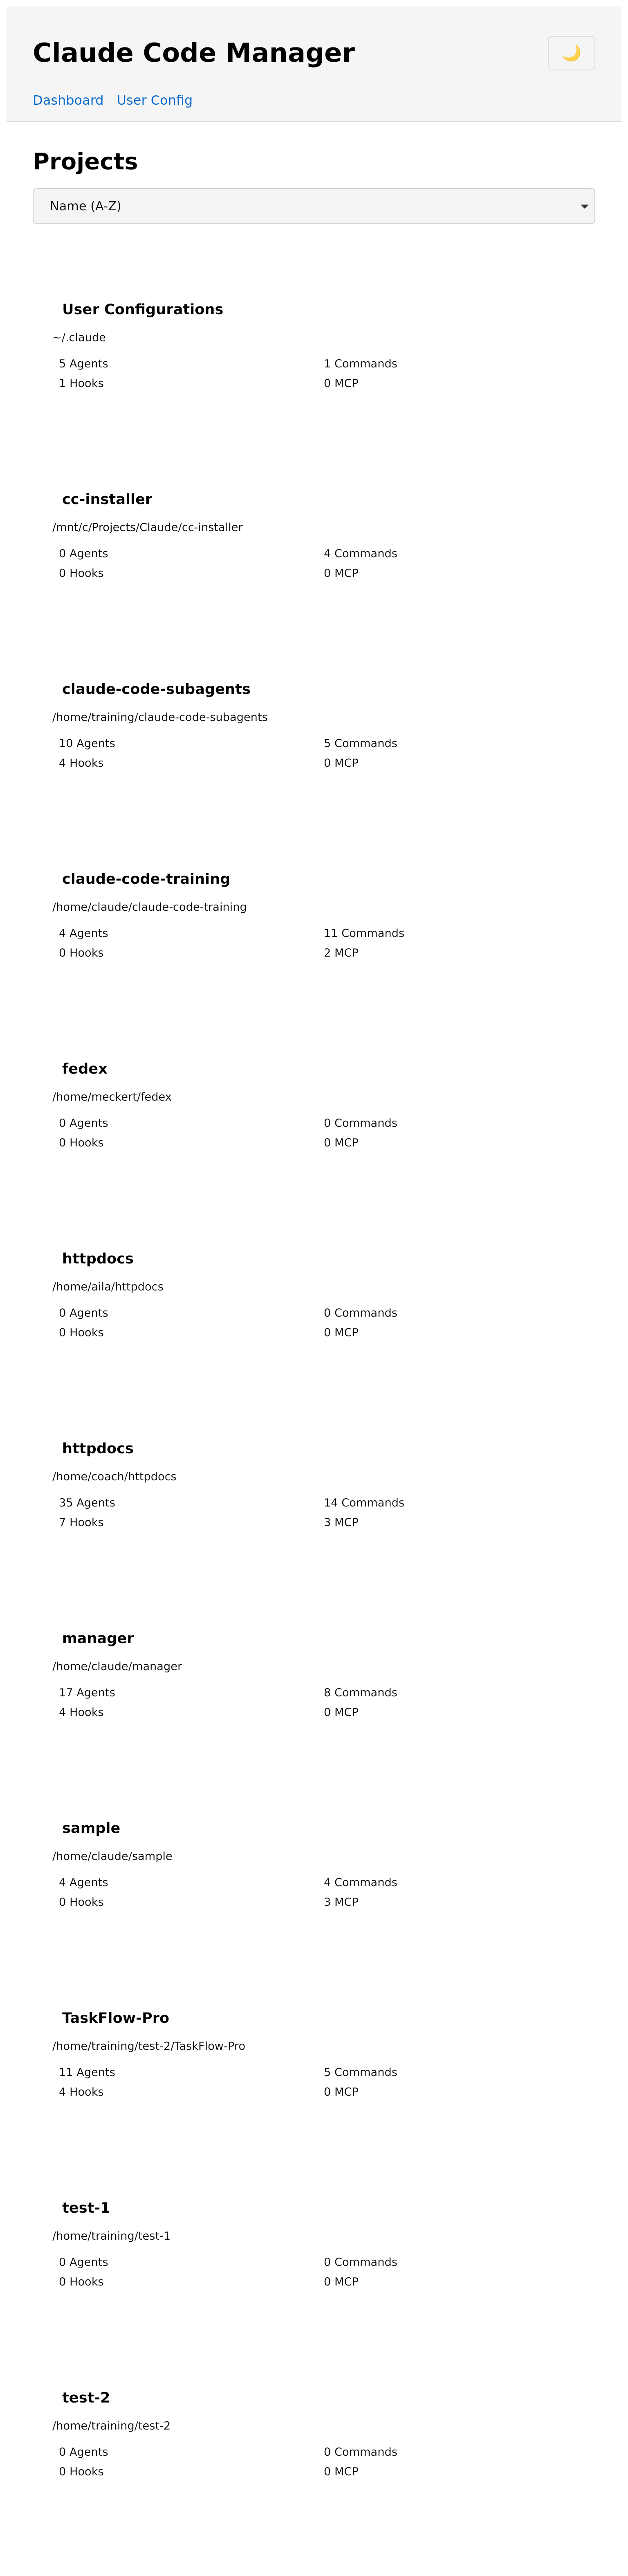 Claude Code Manager
🌙
Dashboard User Config
Projects
Name (A-Z)
User Configurations
~/.claude
5 Agents 1 Commands
1 Hooks 0 MCP
cc-installer
/mnt/c/Projects/Claude/cc-installer
0 Agents 4 Commands
0 Hooks 0 MCP
claude-code-subagents
/home/training/claude-code-subagents
10 Agents 5 Commands
4 Hooks 0 MCP
claude-code-training
/home/claude/claude-code-training
4 Agents 11 Commands
0 Hooks 2 MCP
fedex
/home/meckert/fedex
0 Agents 0 Commands
0 Hooks 0 MCP
httpdocs
/home/aila/httpdocs
0 Agents 0 Commands
0 Hooks 0 MCP
httpdocs
/home/coach/httpdocs
35 Agents 14 Commands
7 Hooks 3 MCP
manager
/home/claude/manager
17 Agents 8 Commands
4 Hooks 0 MCP
sample
/home/claude/sample
4 Agents 4 Commands
0 Hooks 3 MCP
TaskFlow-Pro
/home/training/test-2/TaskFlow-Pro
11 Agents 5 Commands
4 Hooks 0 MCP
test-1
/home/training/test-1
0 Agents 0 Commands
0 Hooks 0 MCP
test-2
/home/training/test-2
0 Agents 0 Commands
0 Hooks 0 MCP